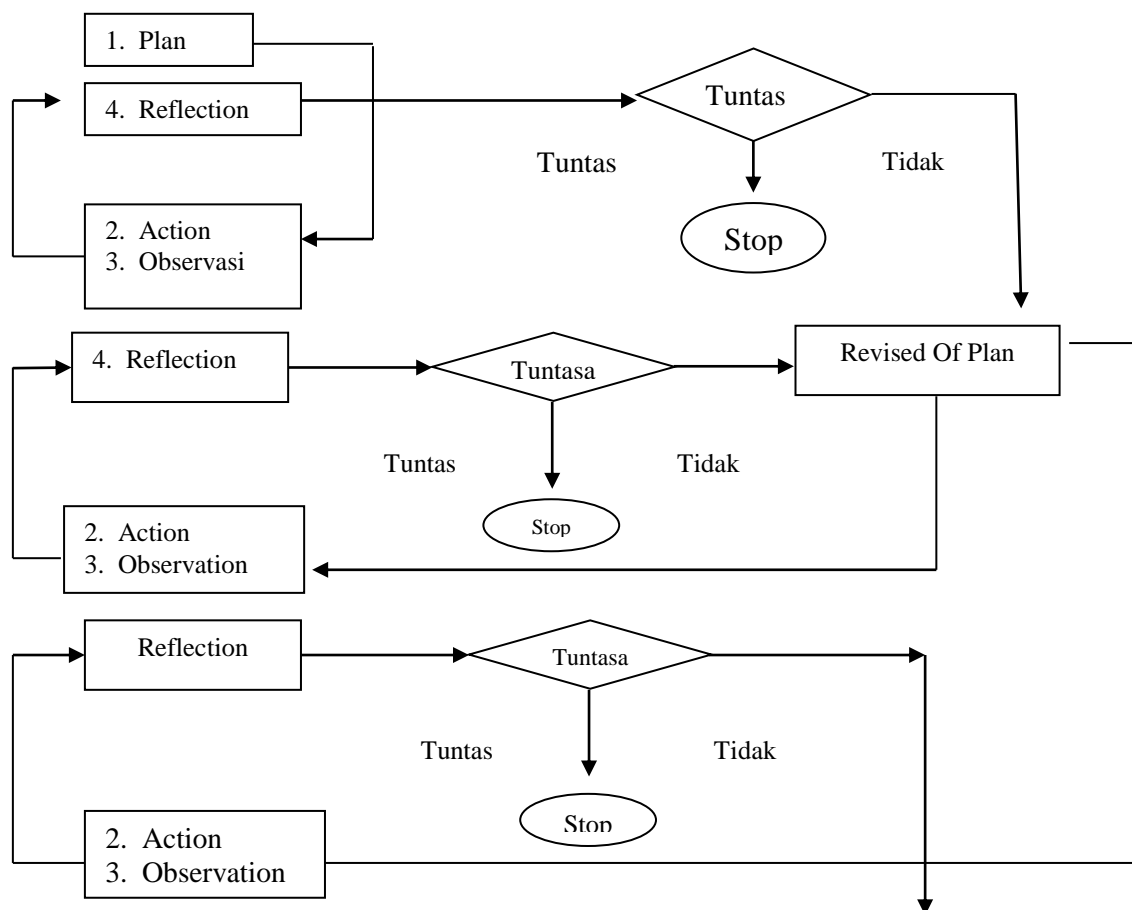 1. Plan
4. Reflection
Tuntas
Tuntas
Tidak
Stop
2. Action
3. Observasi
4. Reflection
Tuntasa
Revised Of Plan
Tuntas
Tidak
Stop
2. Action
3. Observation
Reflection
Tuntasa
Tuntas
Tidak
Stop
2. Action
3. Observation